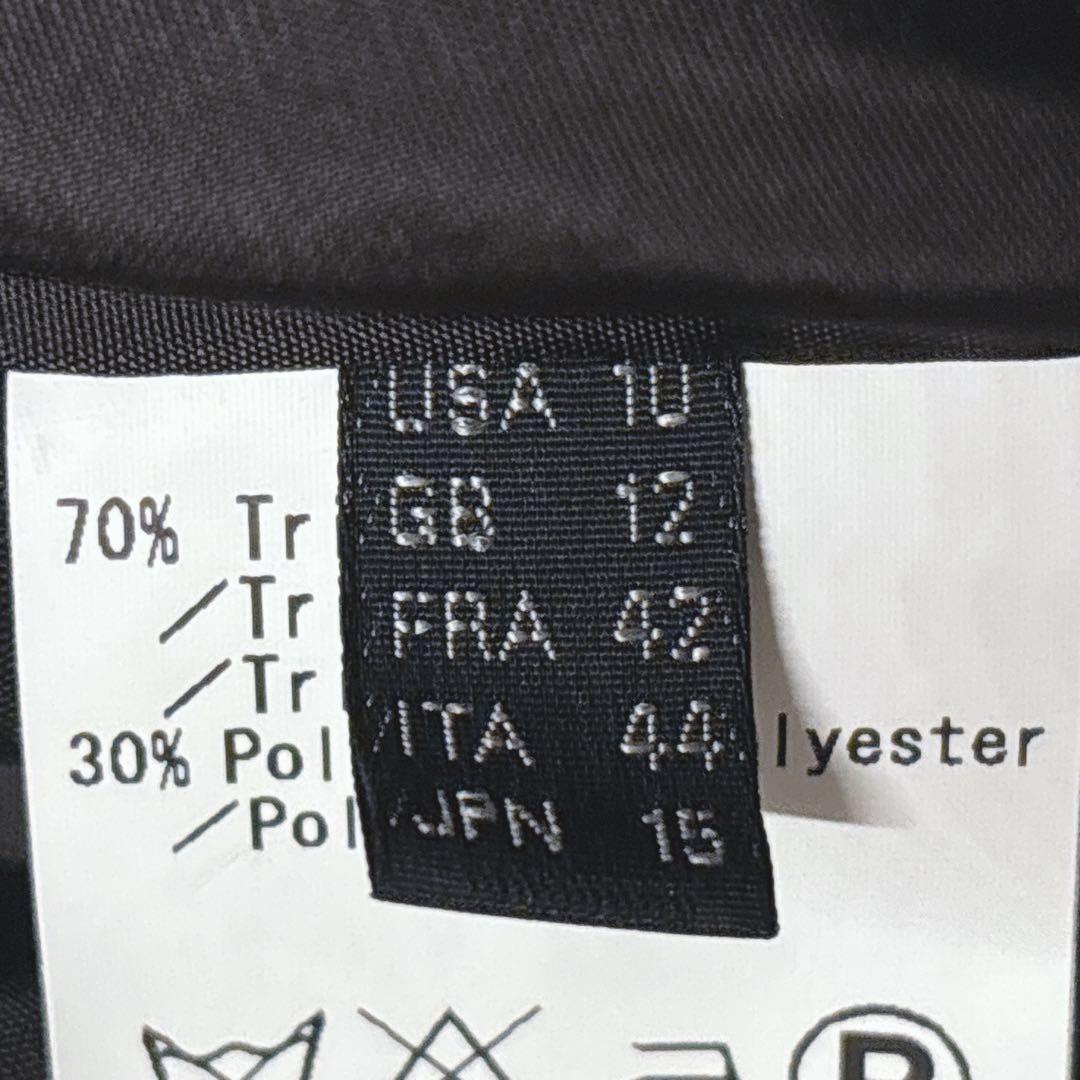 USA 10
GB 12
FRA 42
ITA 44
JPN 15
70% Tr
/Tr
/Tr
30% Pol lyester
/Pol
P